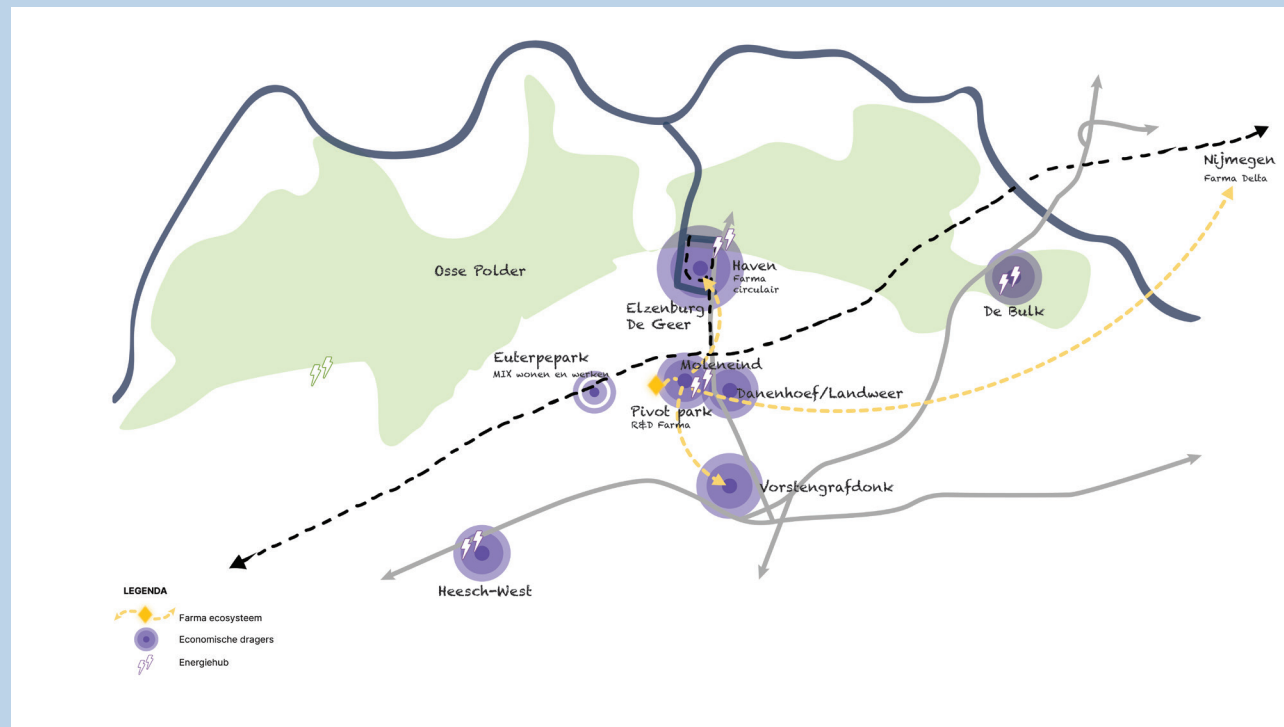 Nijmegen
Farma Delta
Osse Polder
Haven
Farma
circulair
Elzenburg
De Geer
De Bulk
Euterpepark
MIX wonen en werken
Moleneind
Danenhoef/Landweer
Pivot park
R&D Farma
Vorstengrafdonk
Heesch-West
LEGENDA
Farma ecosysteem
Economische dragers
Energiehub